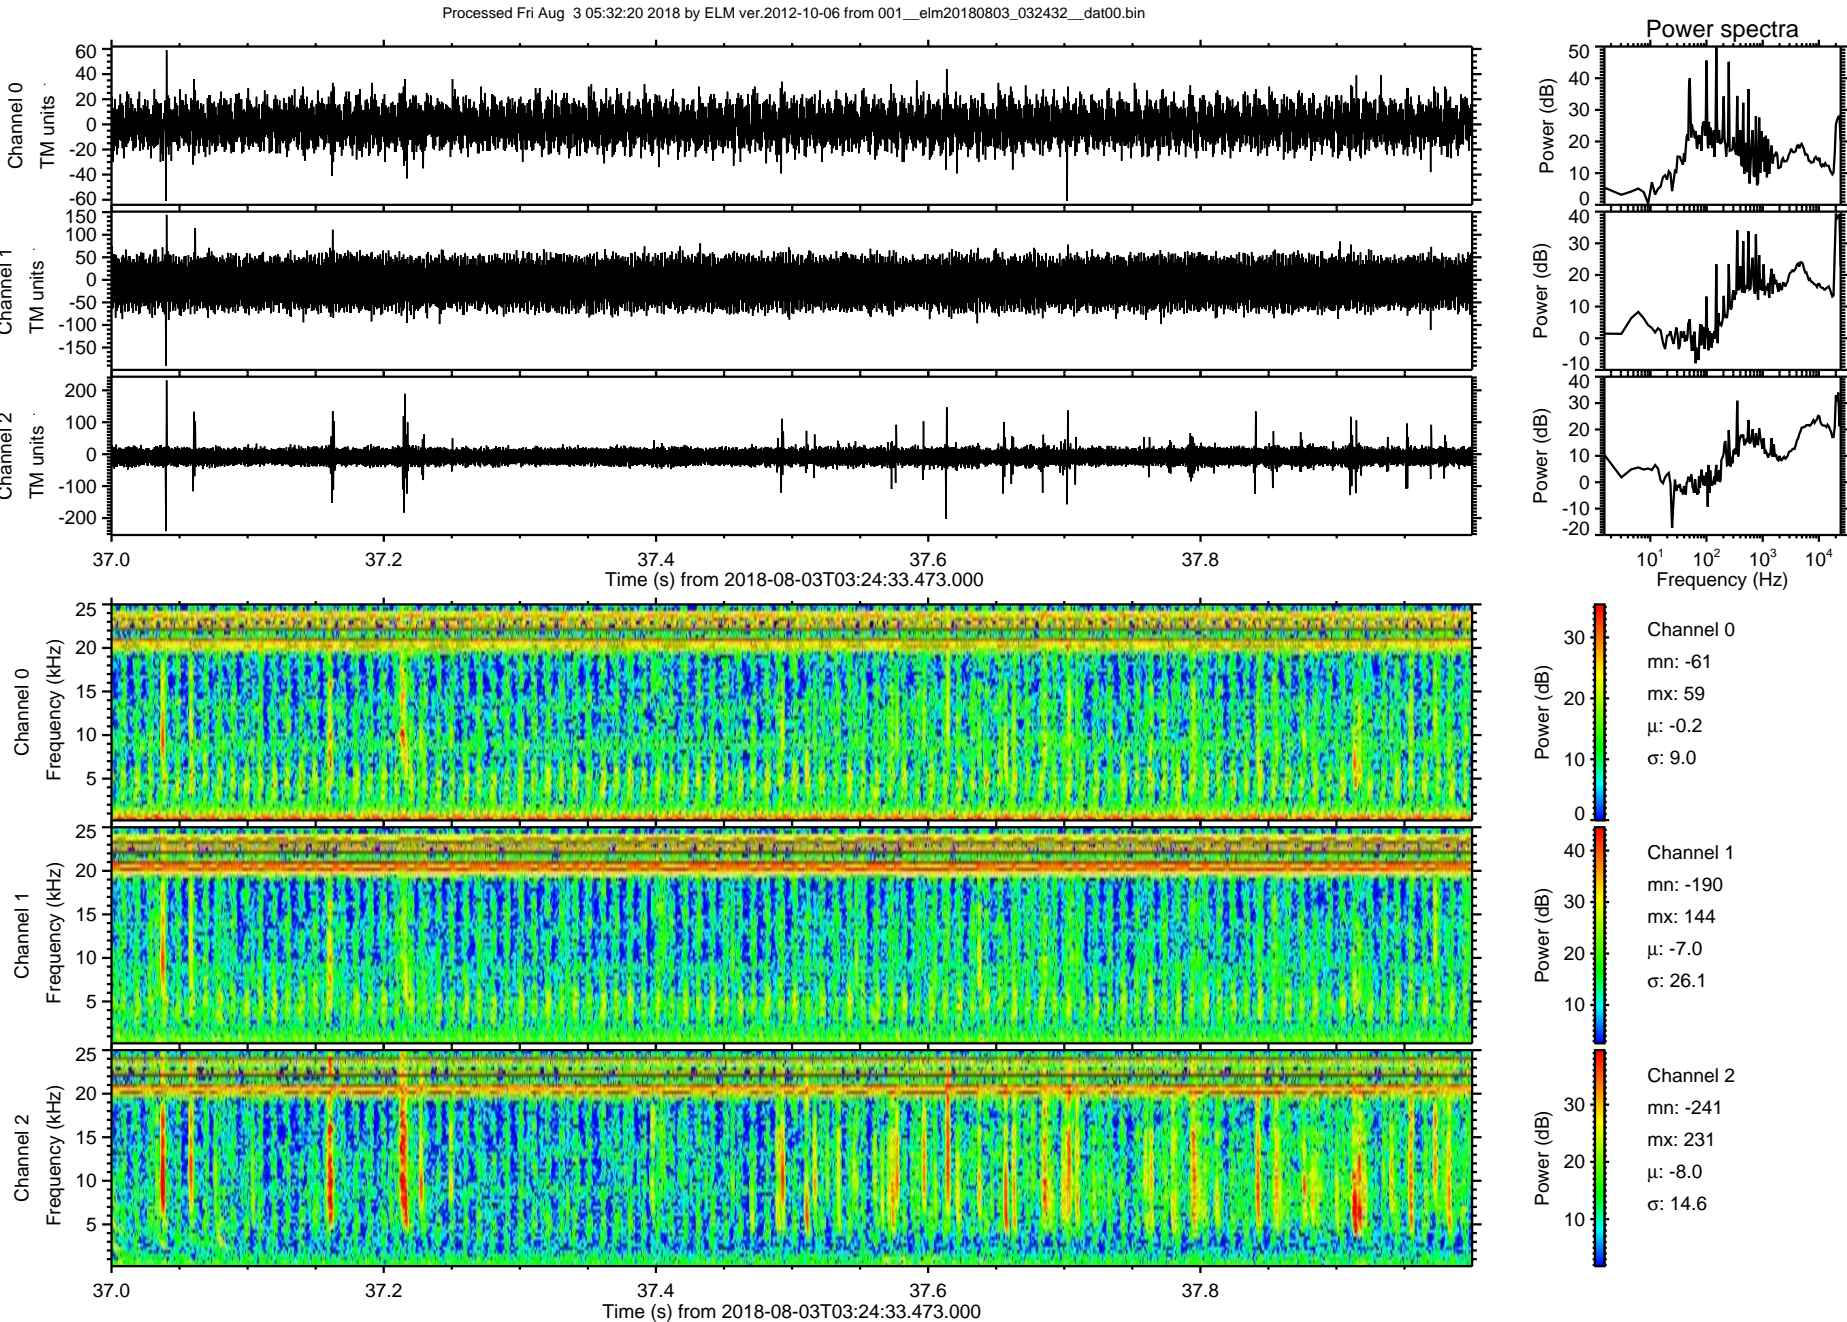 Processed Fri Aug  3 05:32:20 2018 by ELM ver.2012-10-06 from 001__elm20180803_032432__dat00.bin
Power spectra
Channel 0
TM units
60
40
20
0
-20
-40
-60
Power (dB)
50
40
30
20
10
0
Channel 1
TM units
150
100
50
0
-50
-100
-150
Power (dB)
40
30
20
10
0
-10
Channel 2
TM units
200
100
0
-100
-200
Power (dB)
40
30
20
10
0
-10
-20
37.0 37.2 37.4 37.6 37.8
Time (s) from 2018-08-03T03:24:33.473.000
10¹ 10² 10³ 10⁴
Frequency (Hz)
Channel 0
Frequency (kHz)
25
20
15
10
5
Power (dB)
30
20
10
0
Channel 0
mn: -61
mx: 59
μ: -0.2
σ: 9.0
Channel 1
Frequency (kHz)
25
20
15
10
5
Power (dB)
40
30
20
10
Channel 1
mn: -190
mx: 144
μ: -7.0
σ: 26.1
Channel 2
Frequency (kHz)
25
20
15
10
5
Power (dB)
30
20
10
Channel 2
mn: -241
mx: 231
μ: -8.0
σ: 14.6
37.0 37.2 37.4 37.6 37.8
Time (s) from 2018-08-03T03:24:33.473.000